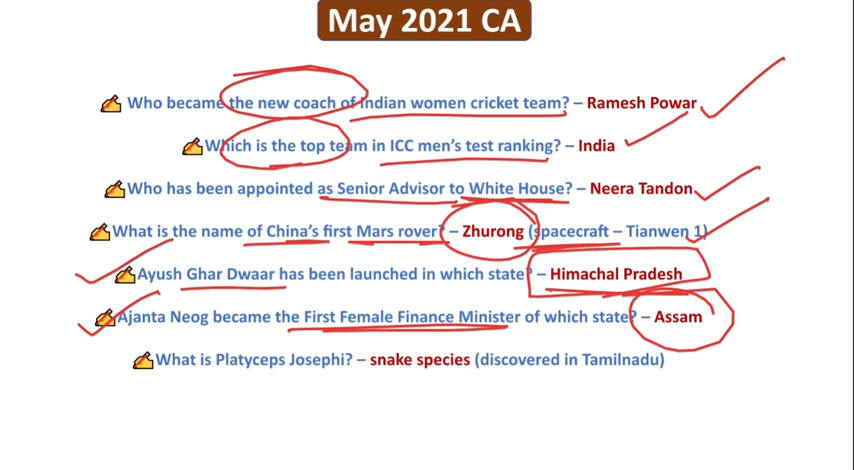 May 2021 CA
Who became the new coach of Indian women cricket team? – Ramesh Powar
Which is the top team in ICC men's test ranking? – India
Who has been appointed as Senior Advisor to White House? – Neera Tandon
What is the name of China's first Mars rover? – Zhurong (spacecraft – Tianwen 1)
Ayush Ghar Dwaar has been launched in which state? – Himachal Pradesh
Ajanta Neog became the First Female Finance Minister of which state? – Assam
What is Platyceps Josephi? – snake species (discovered in Tamilnadu)